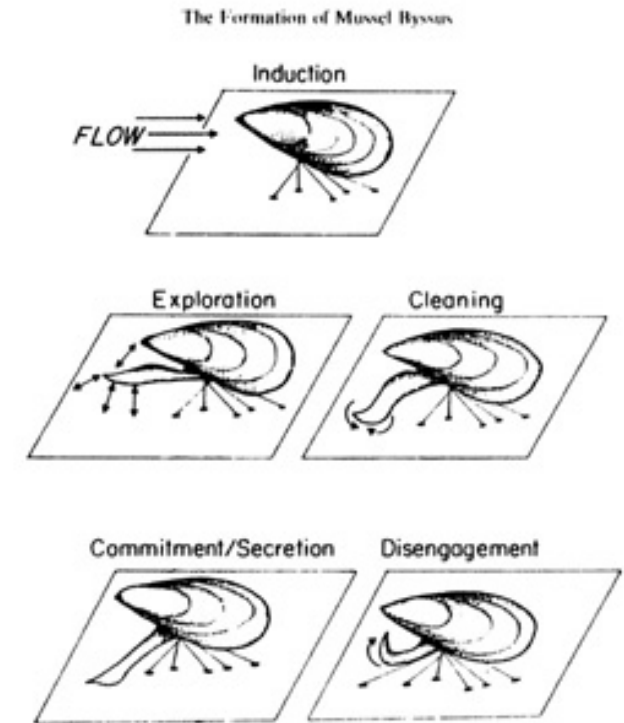 The Formation of Mussel Byssus
Induction
FLOW
Exploration
Cleaning
Commitment/Secretion
Disengagement